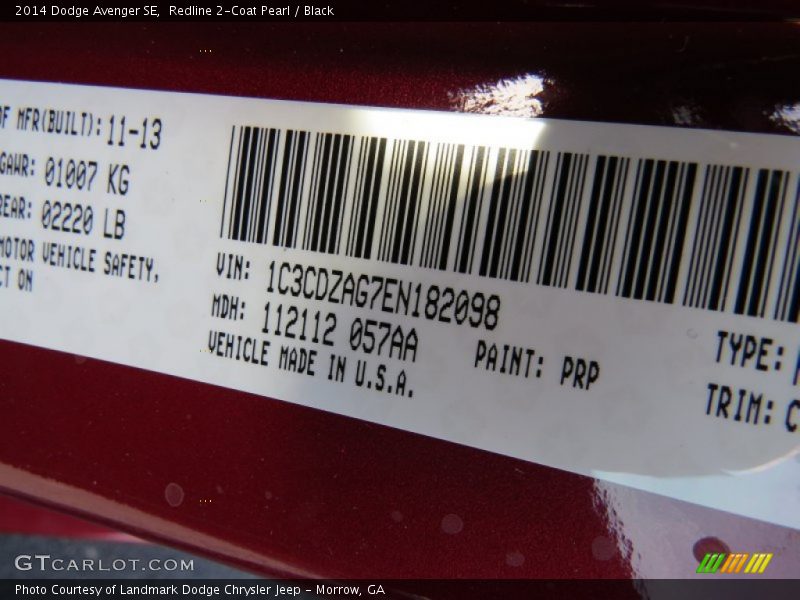 2014 Dodge Avenger SE, Redline 2-Coat Pearl / Black
OF MFR(BUILT): 11-13
GAWR: 01007 KG
REAR: 02220 LB
MOTOR VEHICLE SAFETY,
CT ON
VIN: 1C3CDZAG7EN182098
MDH: 112112 057AA
VEHICLE MADE IN U.S.A.
PAINT: PRP
TYPE:
TRIM: C
GTCARLOT.COM
Photo Courtesy of Landmark Dodge Chrysler Jeep - Morrow, GA